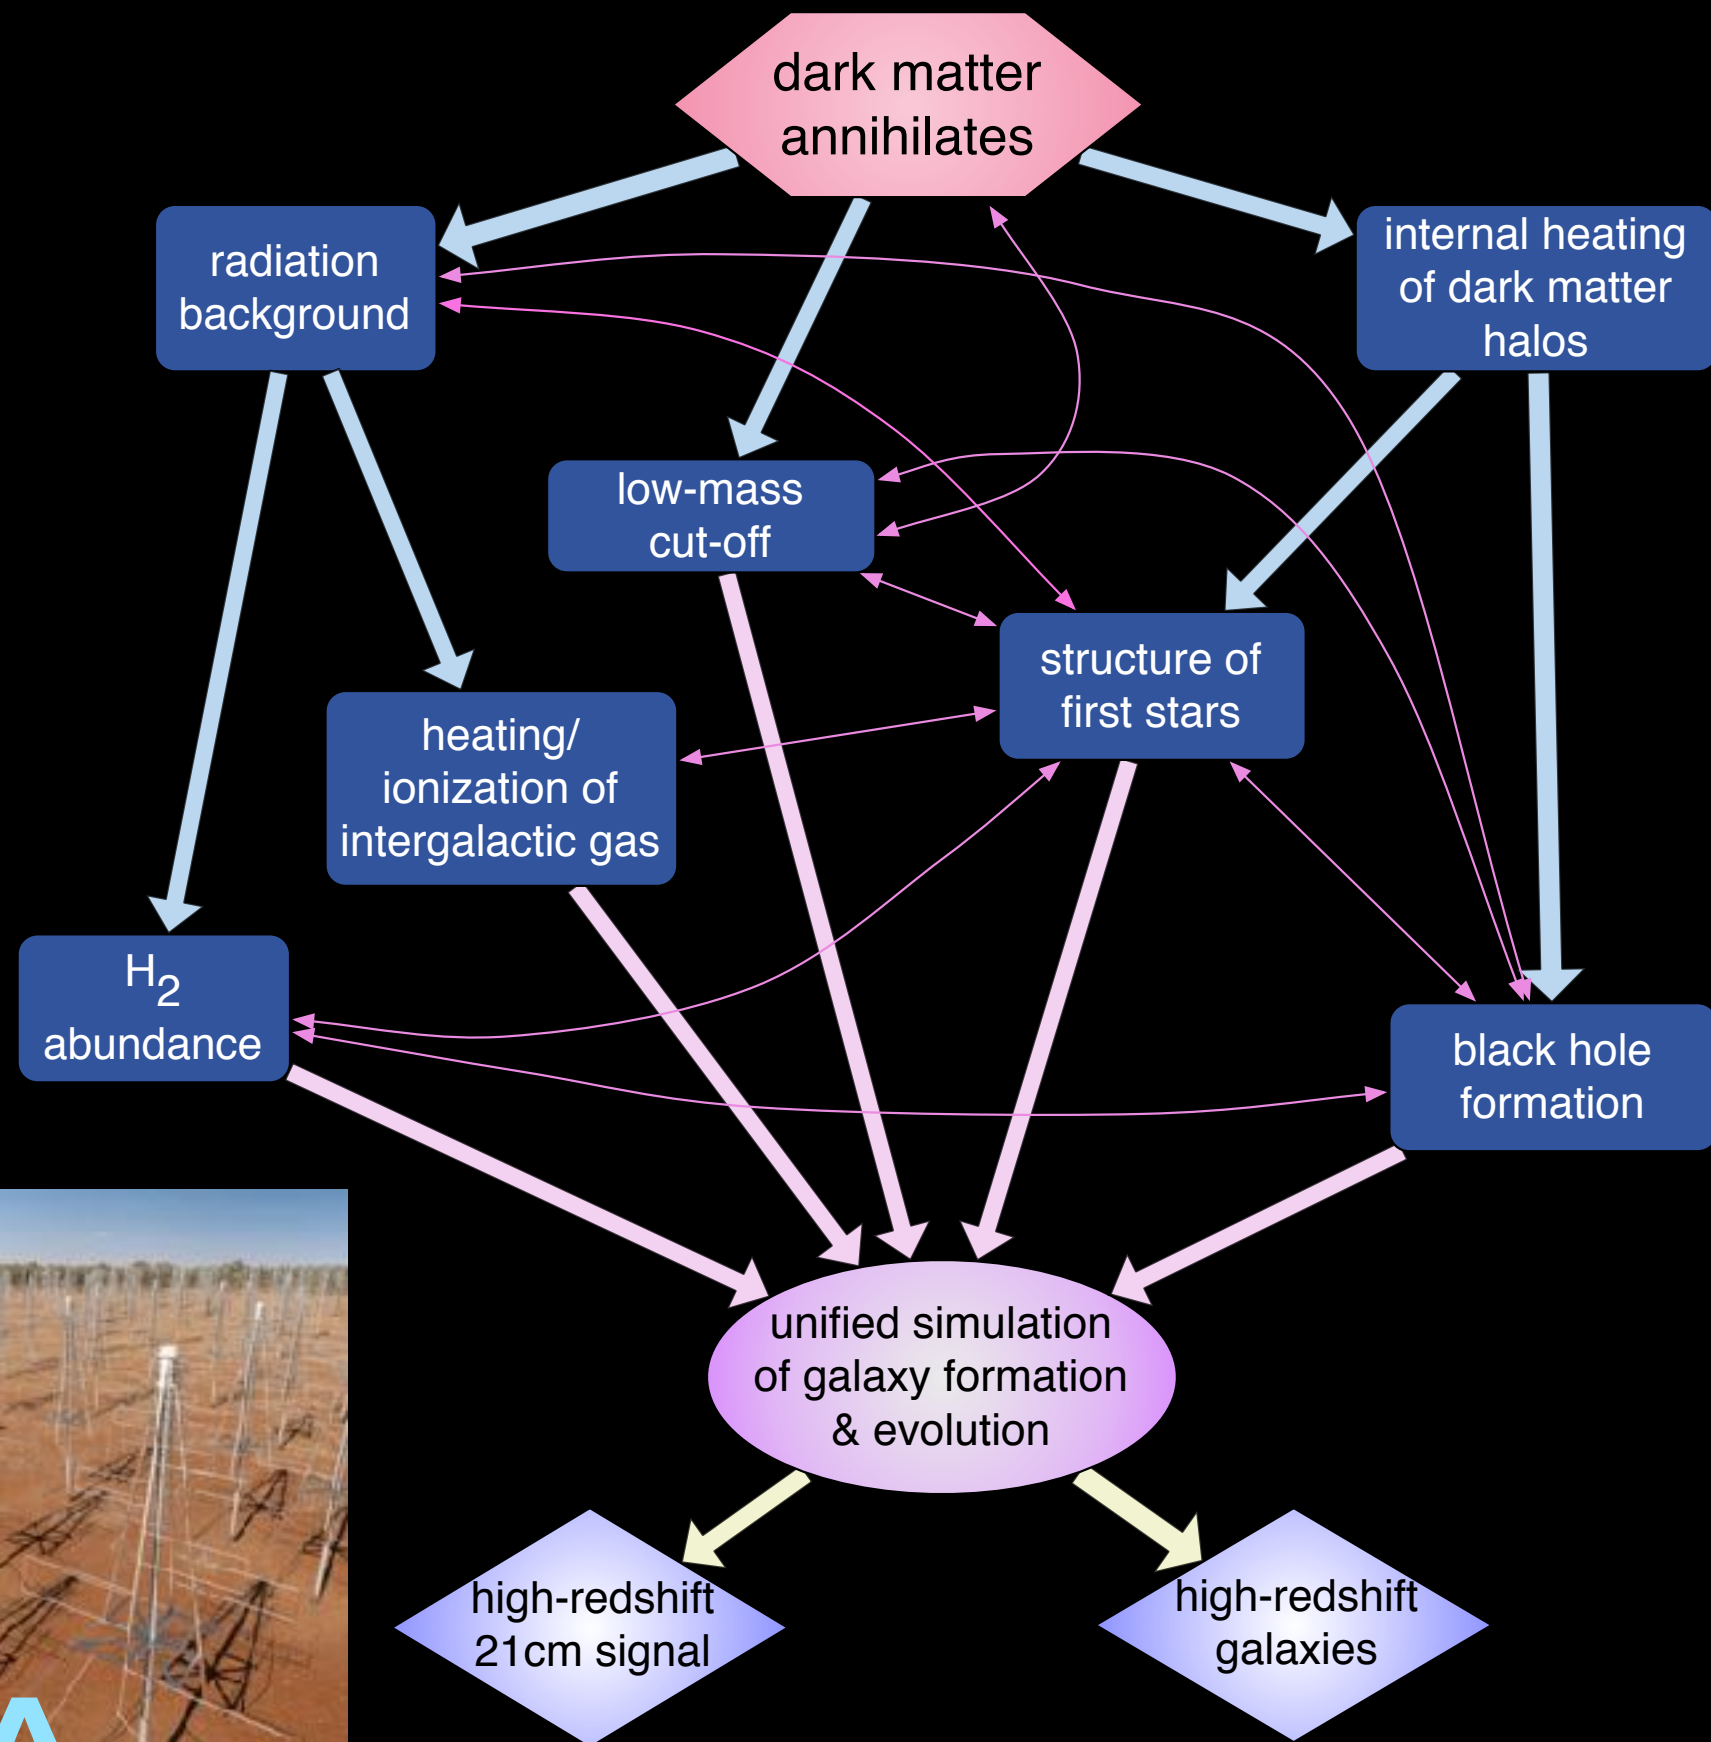 dark matter
annihilates
radiation
background
internal heating
of dark matter
halos
low-mass
cut-off
structure of
first stars
heating/
ionization of
intergalactic gas
H2
abundance
black hole
formation
unified simulation
of galaxy formation
& evolution
high-redshift
21cm signal
high-redshift
galaxies
A